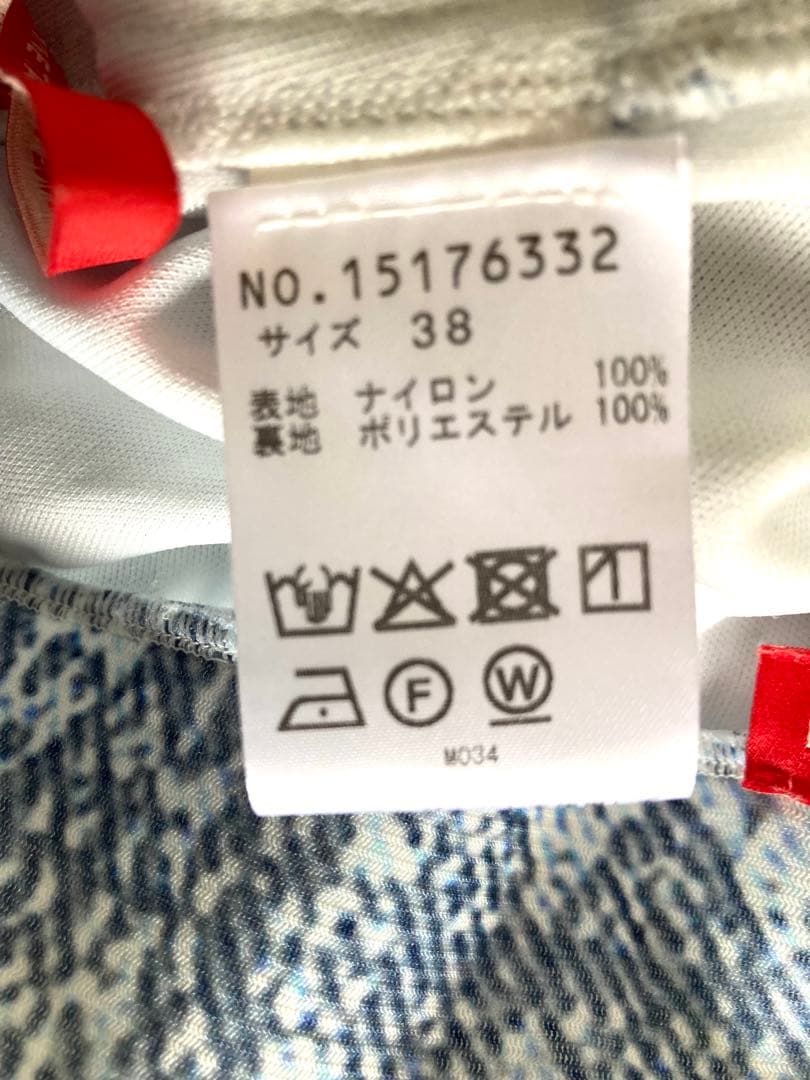 NO.15176332
サイズ 38
表地 ナイロン 100%
裏地 ポリエステル 100%
F W
M034